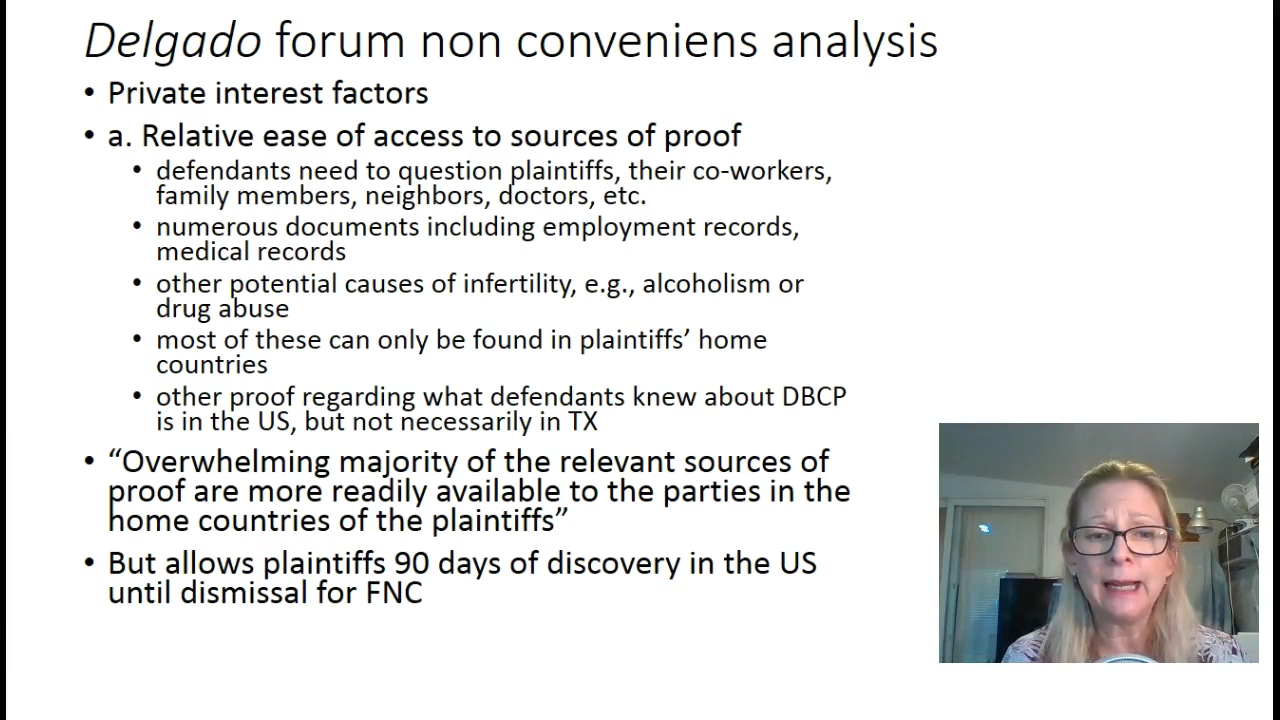 Delgado forum non conveniens analysis
• Private interest factors
• a. Relative ease of access to sources of proof
• defendants need to question plaintiffs, their co-workers,
family members, neighbors, doctors, etc.
• numerous documents including employment records,
medical records
• other potential causes of infertility, e.g., alcoholism or
drug abuse
• most of these can only be found in plaintiffs’ home
countries
• other proof regarding what defendants knew about DBCP
is in the US, but not necessarily in TX
• “Overwhelming majority of the relevant sources of
proof are more readily available to the parties in the
home countries of the plaintiffs”
• But allows plaintiffs 90 days of discovery in the US
until dismissal for FNC